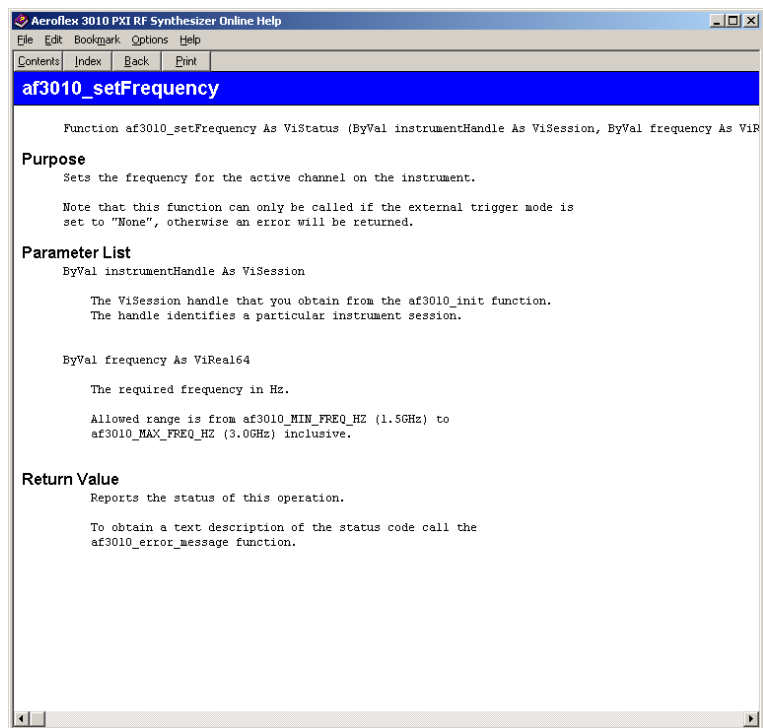 Aeroflex 3010 PXI RF Synthesizer Online Help
File Edit Bookmark Options Help
Contents Index Back Print
af3010_setFrequency
Function af3010_setFrequency As ViStatus (ByVal instrumentHandle As ViSession, ByVal frequency As ViR
Purpose
Sets the frequency for the active channel on the instrument.
Note that this function can only be called if the external trigger mode is
set to "None", otherwise an error will be returned.
Parameter List
ByVal instrumentHandle As ViSession
The ViSession handle that you obtain from the af3010_init function.
The handle identifies a particular instrument session.
ByVal frequency As ViReal64
The required frequency in Hz.
Allowed range is from af3010_MIN_FREQ_HZ (1.5GHz) to
af3010_MAX_FREQ_HZ (3.0GHz) inclusive.
Return Value
Reports the status of this operation.
To obtain a text description of the status code call the
af3010_error_message function.